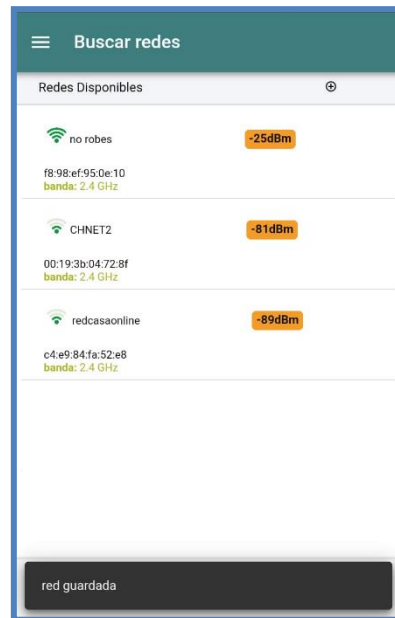 Buscar redes
Redes Disponibles
no robes -25dBm
f8:98:ef:95:0e:10
banda: 2.4 GHz
CHNET2 -81dBm
00:19:3b:04:72:8f
banda: 2.4 GHz
redcasaonline -89dBm
c4:e9:84:fa:52:e8
banda: 2.4 GHz
red guardada